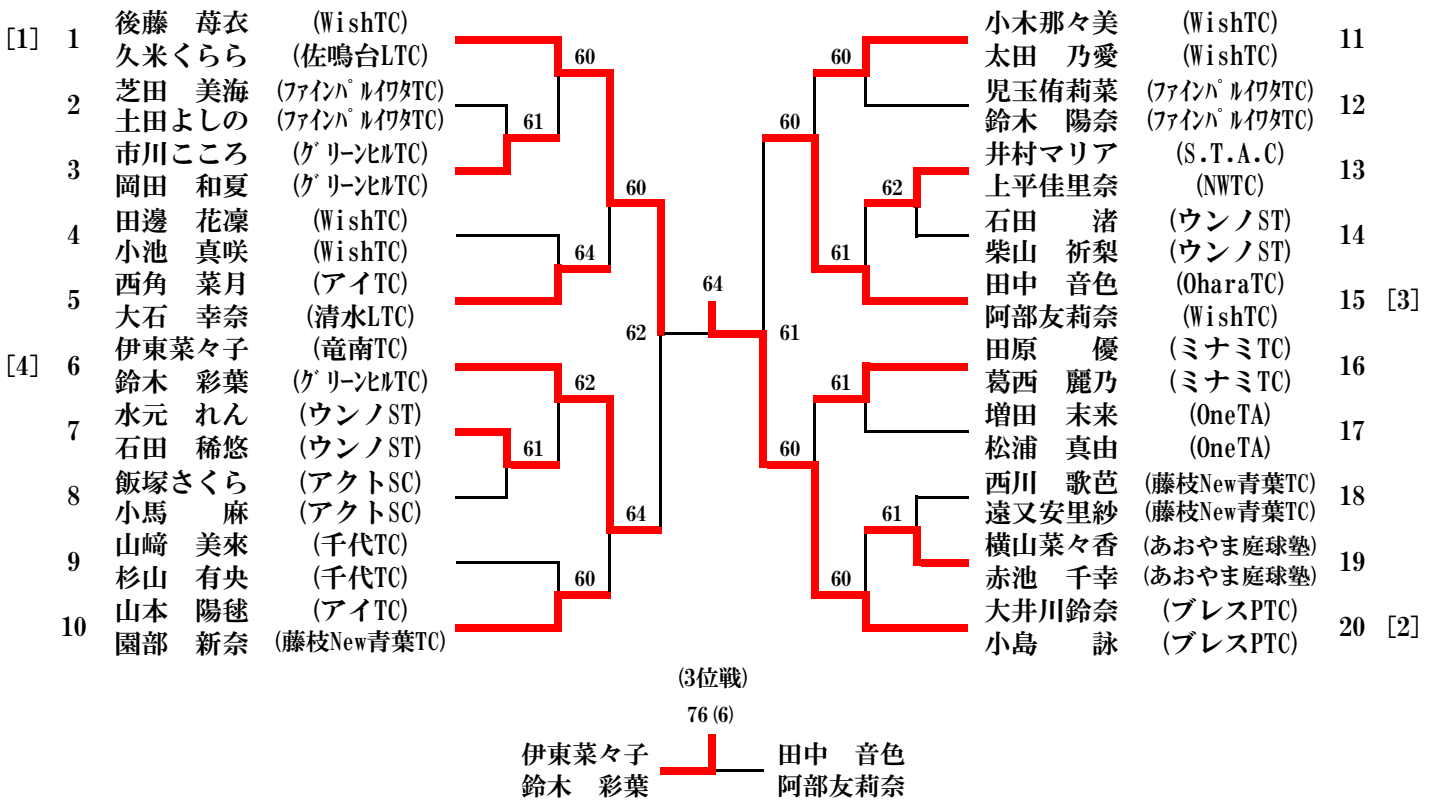 [1] 1 後藤 苺衣 (WishTC)
久米くらら (佐鳴台LTC)
2 芝田 美海 (ファインパルイワタTC)
土田よしの (ファインパルイワタTC)
3 市川こころ (グリーンヒルTC)
岡田 和夏 (グリーンヒルTC)
4 田邊 花凜 (WishTC)
小池 真咲 (WishTC)
5 西角 菜月 (アイTC)
大石 幸奈 (清水LTC)
[4] 6 伊東菜々子 (竜南TC)
鈴木 彩葉 (グリーンヒルTC)
7 水元 れん (ウンノST)
石田 稀悠 (ウンノST)
8 飯塚さくら (アクトSC)
小馬 麻 (アクトSC)
9 山﨑 美來 (千代TC)
杉山 有央 (千代TC)
10 山本 陽毬 (アイTC)
園部 新奈 (藤枝New青葉TC)
60
61
60
64
62
62
61
64
60
64
60
60
62
61
61
61
60
61
60
小木那々美 (WishTC) 11
太田 乃愛 (WishTC)
児玉侑莉菜 (ファインパルイワタTC) 12
鈴木 陽奈 (ファインパルイワタTC)
井村マリア (S.T.A.C) 13
上平佳里奈 (NWTC)
石田 渚 (ウンノST) 14
柴山 祈梨 (ウンノST)
田中 音色 (OharaTC) 15 [3]
阿部友莉奈 (WishTC)
田原 優 (ミナミTC) 16
葛西 麗乃 (ミナミTC)
増田 末来 (OneTA) 17
松浦 真由 (OneTA)
西川 歌芭 (藤枝New青葉TC) 18
遠又安里紗 (藤枝New青葉TC)
横山菜々香 (あおやま庭球塾) 19
赤池 千幸 (あおやま庭球塾)
大井川鈴奈 (ブレスPTC) 20 [2]
小島 詠 (ブレスPTC)
(3位戦)
76(6)
伊東菜々子 田中 音色
鈴木 彩葉 阿部友莉奈